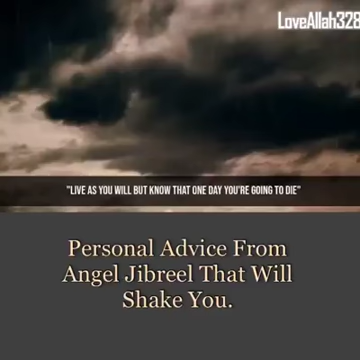 LoveAllah328
"LIVE AS YOU WILL BUT KNOW THAT ONE DAY YOU'RE GOING TO DIE"
Personal Advice From
Angel Jibreel That Will
Shake You.